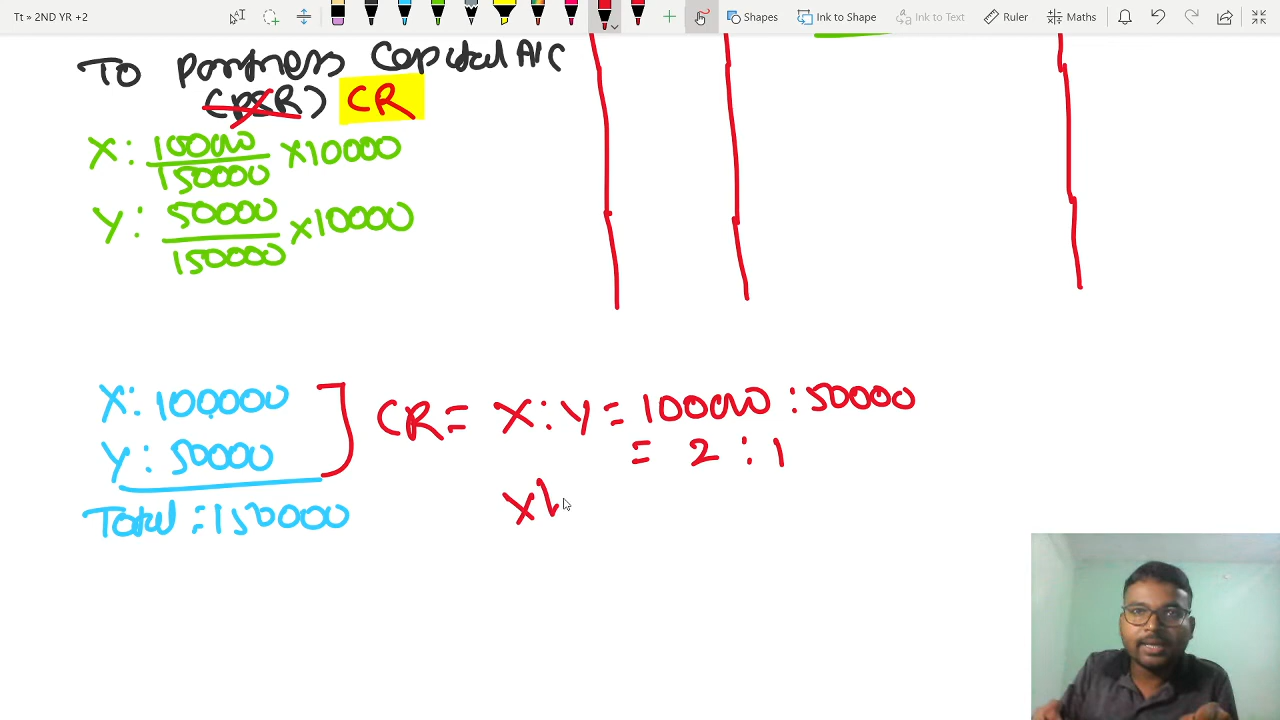 Tt » 2ND YR +2
Shapes
Ink to Shape
Ink to Text
Ruler
Maths
To Partners Capital A/C
(PSR) CR
X: 100000
150000 x10000
Y: 50000
150000 x10000
X: 100000
Y: 50000
Total: 150000
CR = X:Y = 100000 : 50000
= 2 : 1
X